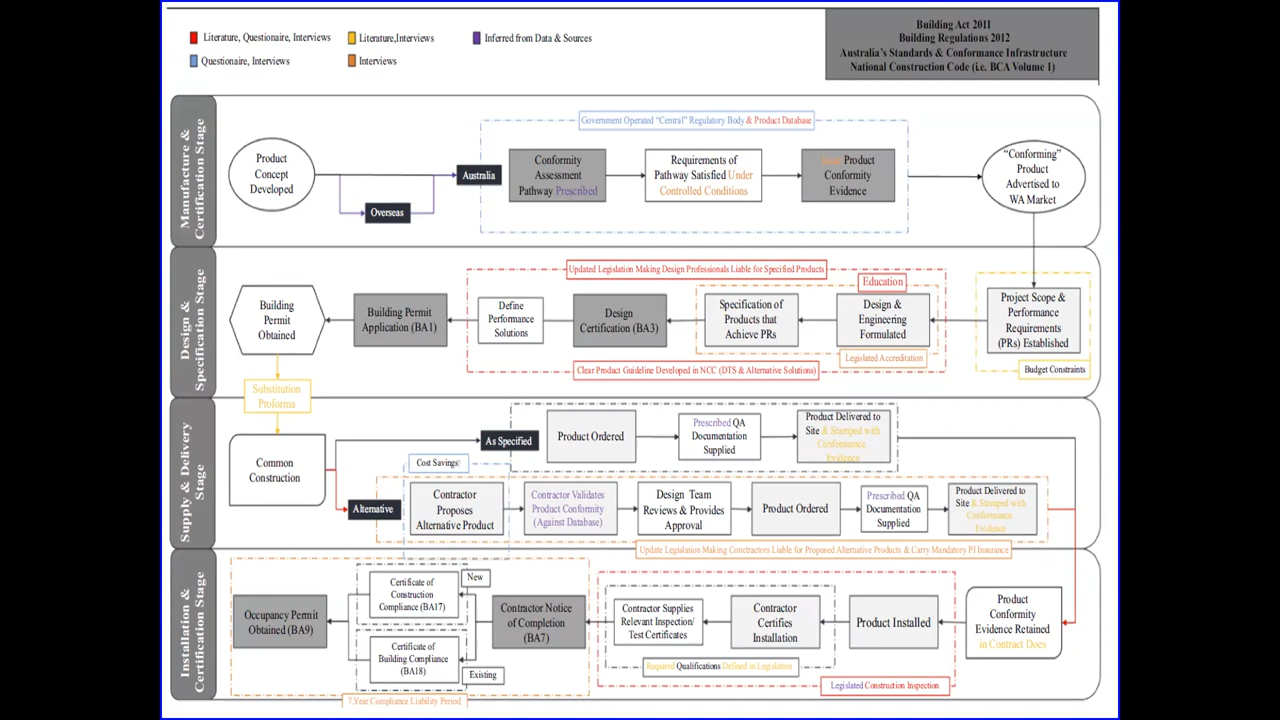 Building Act 2011
Building Regulations 2012
Australia's Standards & Conformance Infrastructure
National Construction Code (i.e. BCA Volume 1)
Literature, Questionaire, Interviews
Literature,Interviews
Inferred from Data & Sources
Questionaire, Interviews
Interviews
Manufacture &
Certification Stage
Government Operated “Central” Regulatory Body & Product Database
Product
Concept
Developed
Overseas
Australia
Conformity
Assessment
Pathway Prescribed
Requirements of
Pathway Satisfied Under
Controlled Conditions
Product
Conformity
Evidence
“Conforming”
Product
Advertised to
WA Market
Design &
Specification Stage
Updated Legislation Making Design Professionals Liable for Specified Products
Education
Building
Permit
Obtained
Building Permit
Application (BA1)
Define
Performance
Solutions
Design
Certification (BA3)
Specification of
Products that
Achieve PRs
Design &
Engineering
Formulated
Project Scope &
Performance
Requirements
(PRs) Established
Legislated Accreditation
Clear Product Guideline Developed in NCC (DTS & Alternative Solutions)
Budget Constraints
Substitution
Proforma
Supply & Delivery
Stage
Common
Construction
As Specified
Product Ordered
Prescribed QA
Documentation
Supplied
Product Delivered to
Site & Stamped with
Conformance
Evidence
Cost Savings
Alternative
Contractor
Proposes
Alternative Product
Contractor Validates
Product Conformity
(Against Database)
Design Team
Reviews & Provides
Approval
Product Ordered
Prescribed QA
Documentation
Supplied
Product Delivered to
Site & Stamped with
Conformance
Evidence
Update Legislation Making Conctractors Liable for Proposed Alternative Products & Carry Mandatory PI Insurance
Installation &
Certification Stage
Occupancy Permit
Obtained (BA9)
Certificate of
Construction
Compliance (BA17)
New
Certificate of
Building Compliance
(BA18)
Existing
Contractor Notice
of Completion
(BA7)
Contractor Supplies
Relevant Inspection/
Test Certificates
Contractor
Certifies
Installation
Product Installed
Product
Conformity
Evidence Retained
in Contract Docs
Required Qualifications Defined in Legislation
Legislated Construction Inspection
7.Year Compliance Liability Period